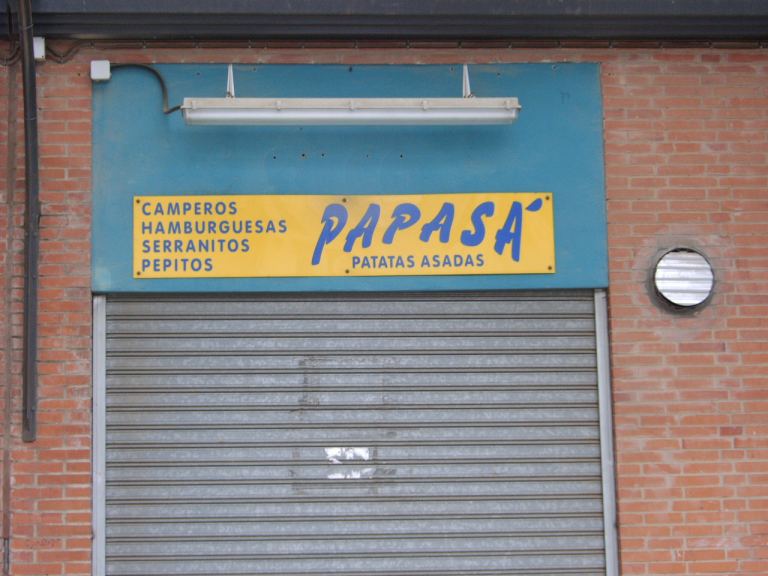 CAMPEROS
HAMBURGUESAS
SERRANITOS
PEPITOS
PAPASÁ
PATATAS ASADAS